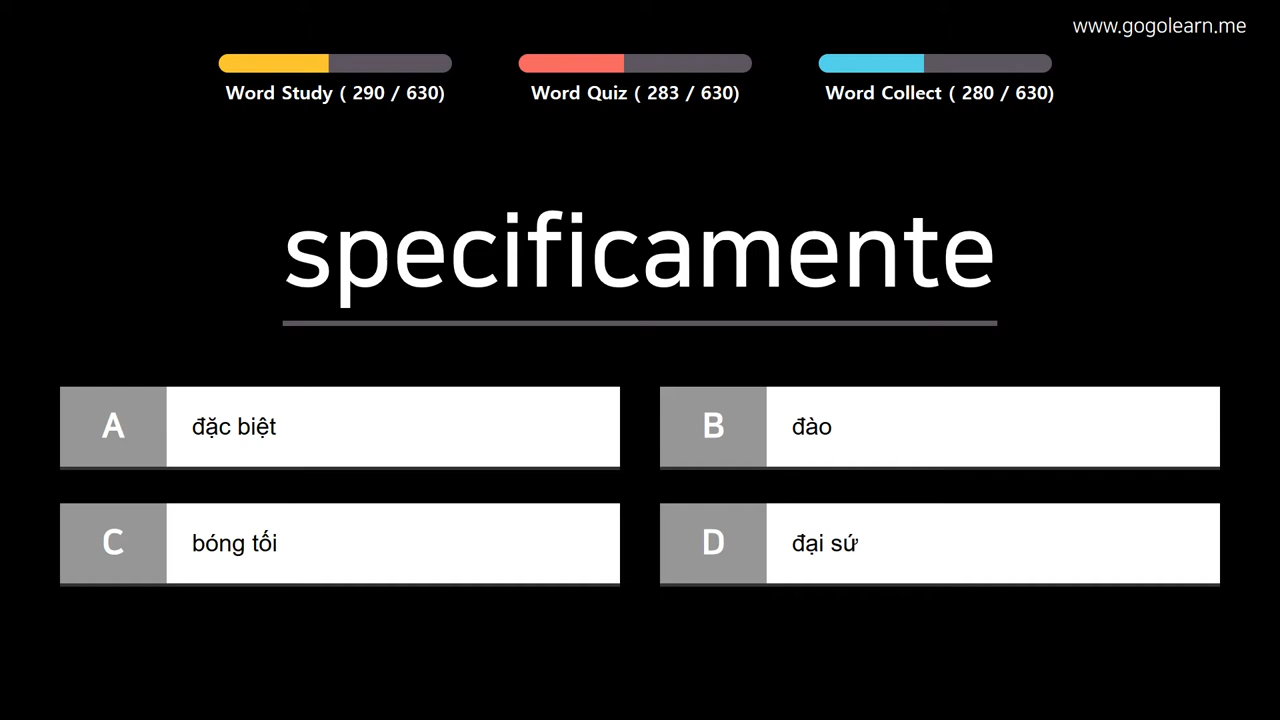 www.gogolearn.me
Word Study ( 290 / 630)
Word Quiz ( 283 / 630)
Word Collect ( 280 / 630)
specificamente
A đặc biệt
B đào
C bóng tối
D đại sứ